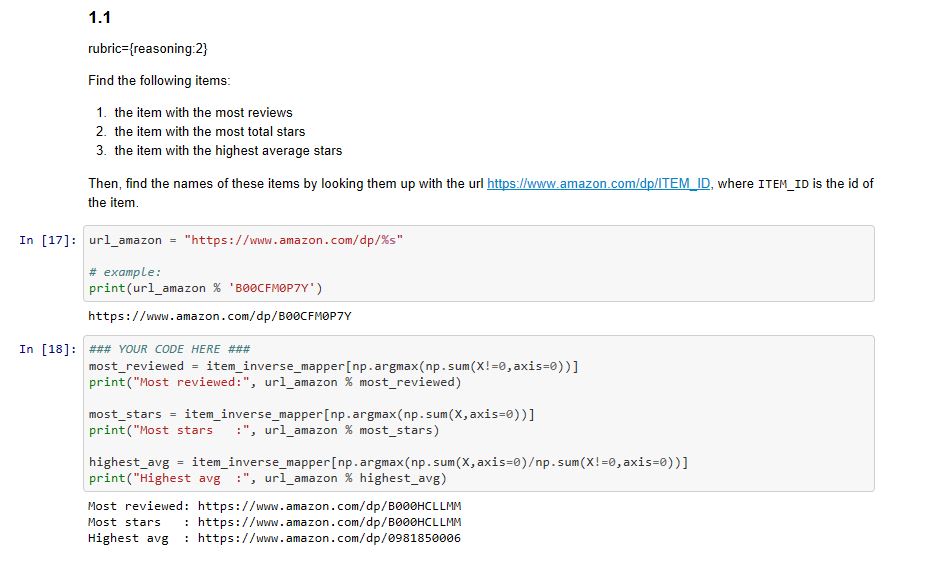 1.1
rubric={reasoning:2}
Find the following items:
1. the item with the most reviews
2. the item with the most total stars
3. the item with the highest average stars
Then, find the names of these items by looking them up with the url https://www.amazon.com/dp/ITEM_ID, where ITEM_ID is the id of
the item.
In [17]: url_amazon = "https://www.amazon.com/dp/%s"
# example:
print(url_amazon % 'B00CFM0P7Y')
https://www.amazon.com/dp/B00CFM0P7Y
In [18]: ### YOUR CODE HERE ###
most_reviewed = item_inverse_mapper[np.argmax(np.sum(X!=0,axis=0))]
print("Most reviewed:", url_amazon % most_reviewed)
most_stars = item_inverse_mapper[np.argmax(np.sum(X,axis=0))]
print("Most stars   :", url_amazon % most_stars)
highest_avg = item_inverse_mapper[np.argmax(np.sum(X,axis=0)/np.sum(X!=0,axis=0))]
print("Highest avg  :", url_amazon % highest_avg)
Most reviewed: https://www.amazon.com/dp/B000HCLLMM
Most stars   : https://www.amazon.com/dp/B000HCLLMM
Highest avg  : https://www.amazon.com/dp/0981850006